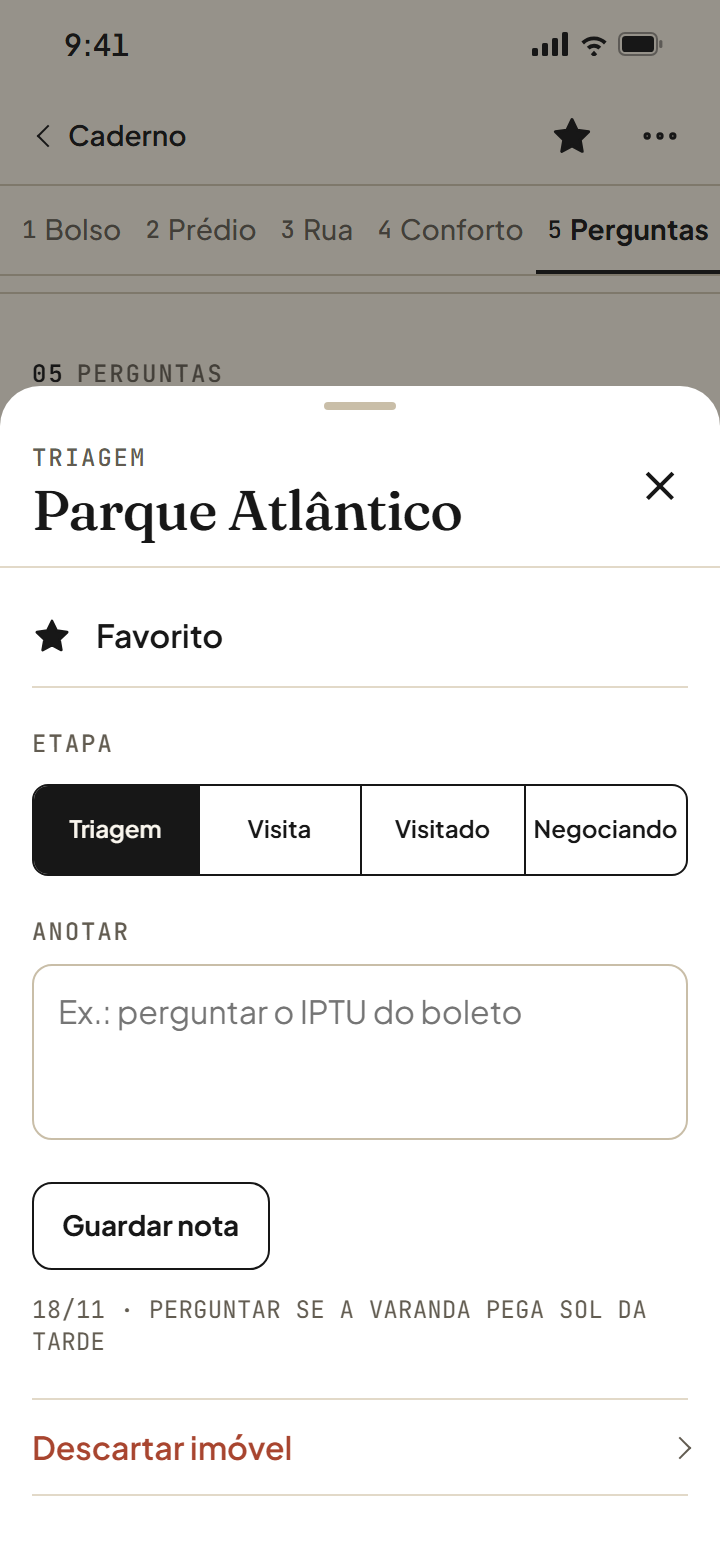 9:41
Caderno
1 Bolso 2 Prédio 3 Rua 4 Conforto 5 Perguntas
05 PERGUNTAS
TRIAGEM
Parque Atlântico
Favorito
ETAPA
Triagem Visita Visitado Negociando
ANOTAR
Ex.: perguntar o IPTU do boleto
Guardar nota
18/11 · PERGUNTAR SE A VARANDA PEGA SOL DA
TARDE
Descartar imóvel